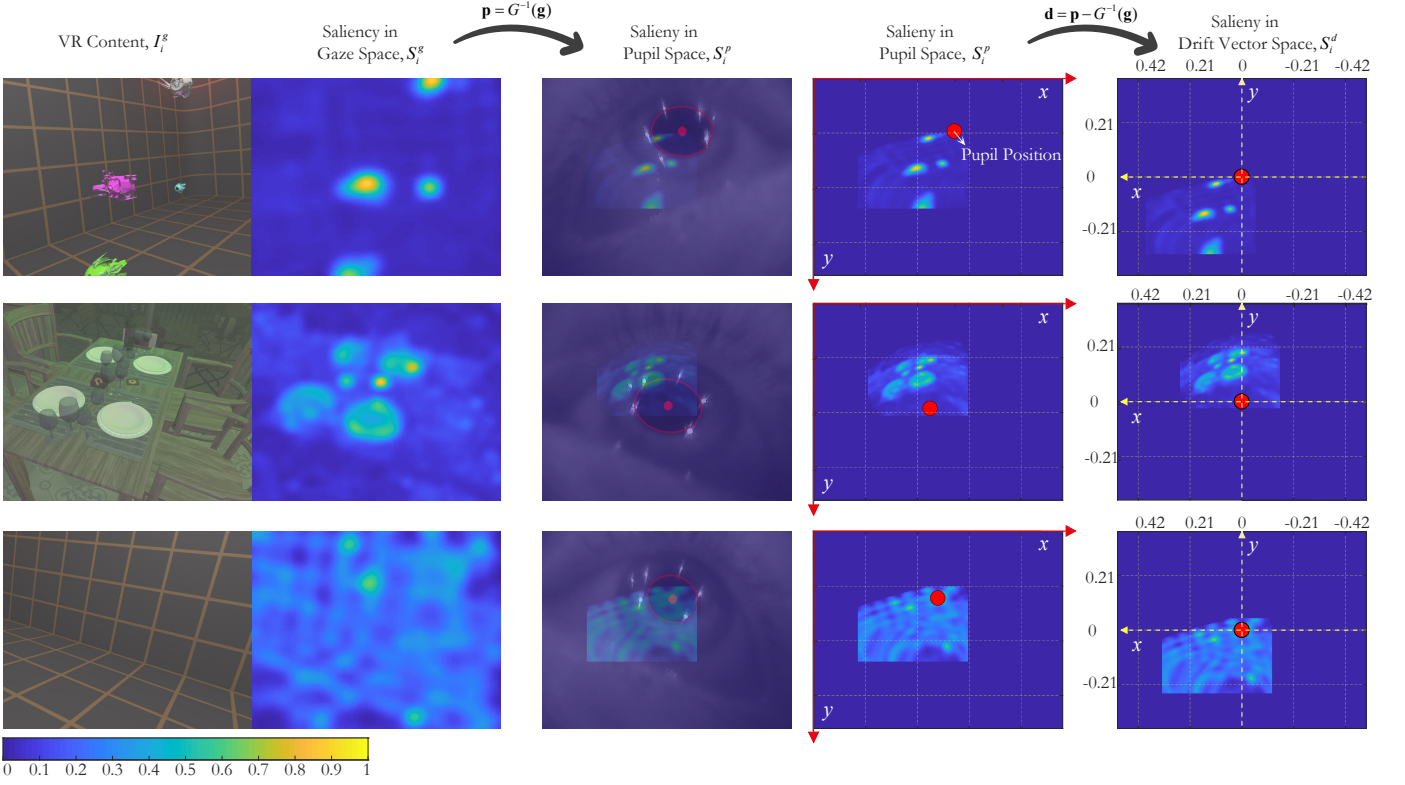 VR Content, I_i^g
Saliency in
Gaze Space, S_i^g
p = G⁻¹(g)
Salieny in
Pupil Space, S_i^p
Salieny in
Pupil Space, S_i^p
d = p − G⁻¹(g)
Salieny in
Drift Vector Space, S_i^d
0.42 0.21 0 -0.21 -0.42
x
y
Pupil Position
y
0.21
0
-0.21
x
0.42 0.21 0 -0.21 -0.42
x
y
y
0.21
0
-0.21
x
0.42 0.21 0 -0.21 -0.42
x
y
y
0.21
0
-0.21
x
0 0.1 0.2 0.3 0.4 0.5 0.6 0.7 0.8 0.9 1